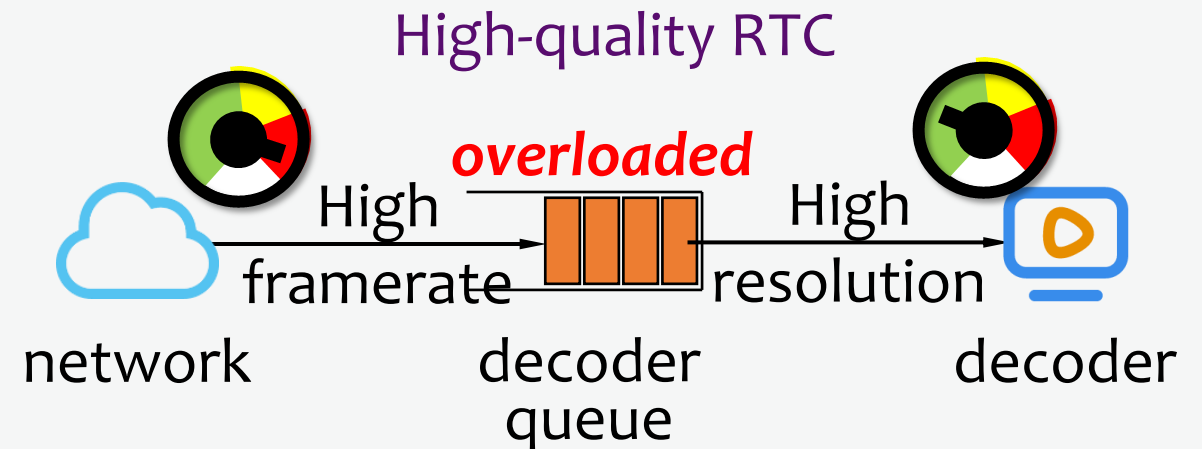 High-quality RTC
overloaded
High
framerate
High
resolution
network
decoder
queue
decoder